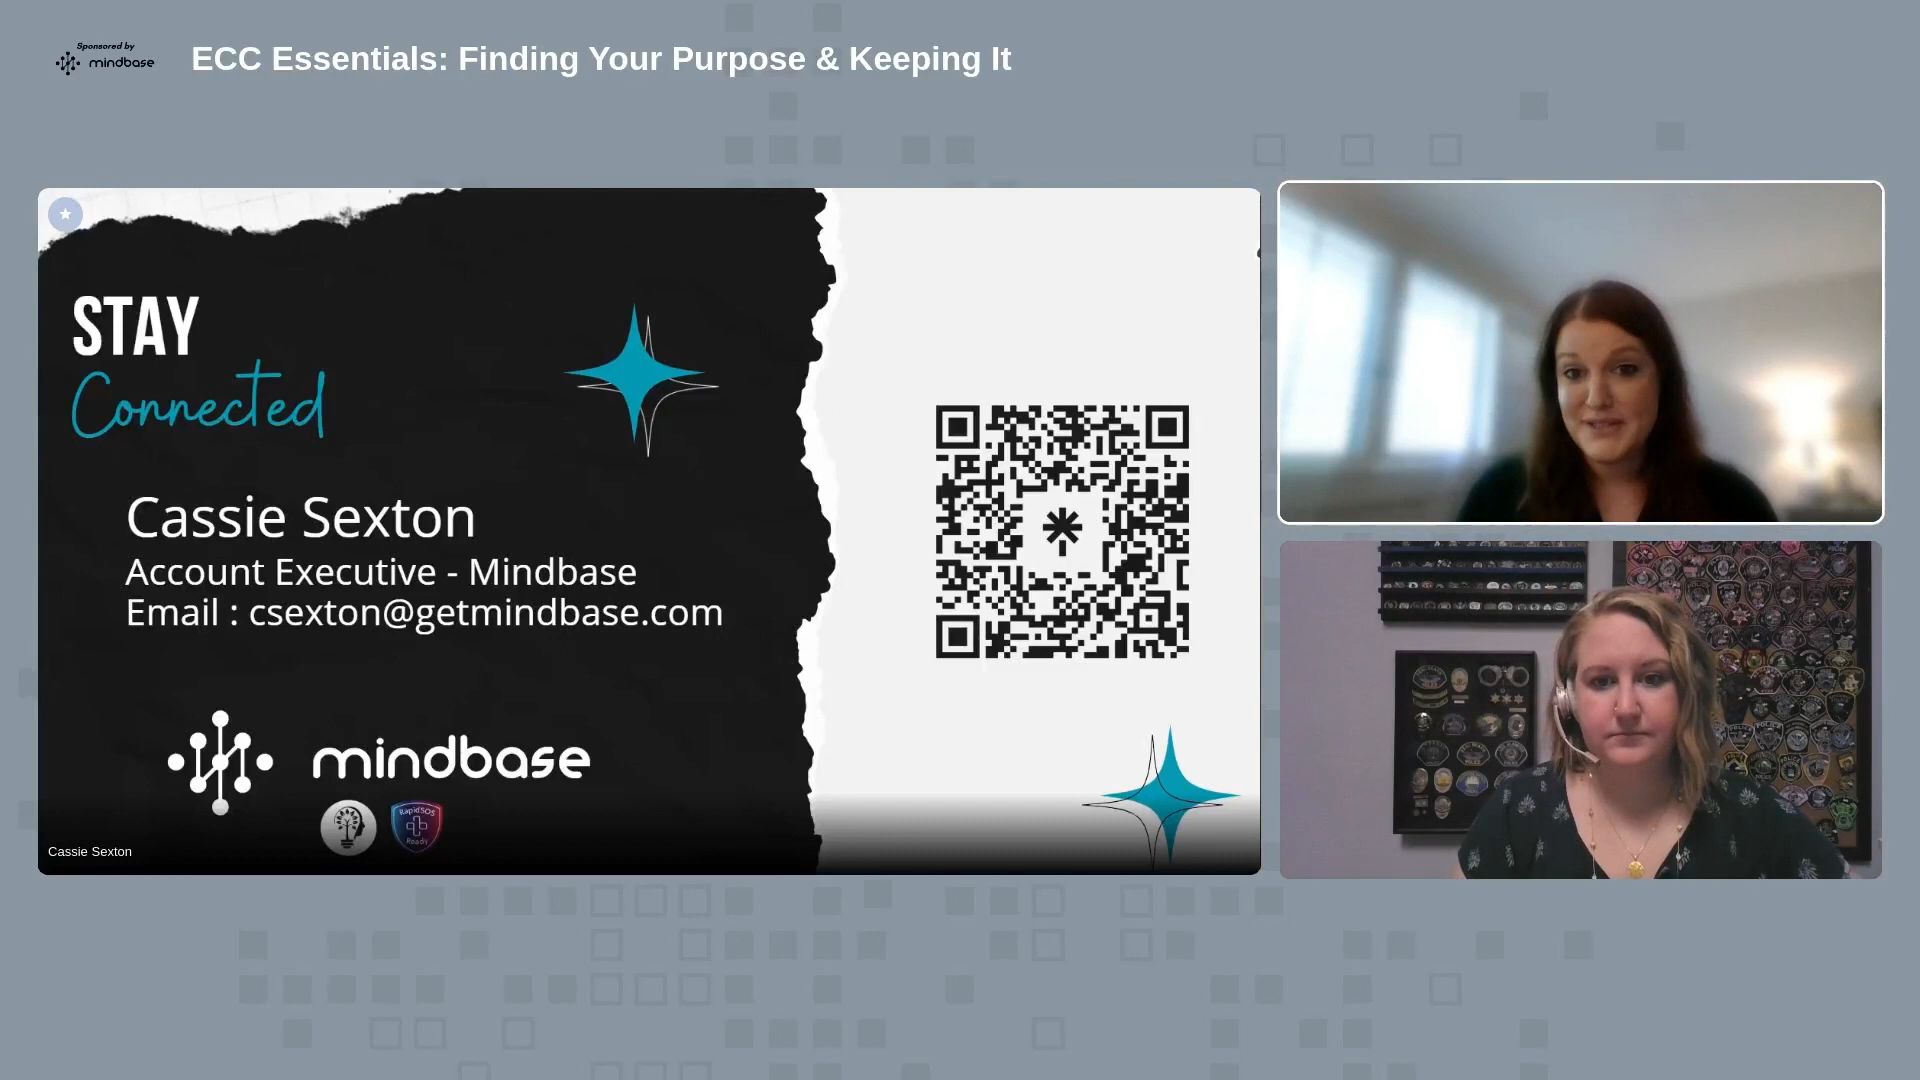 Sponsored by
mindbase
ECC Essentials: Finding Your Purpose & Keeping It
STAY
Connected
Cassie Sexton
Account Executive - Mindbase
Email : csexton@getmindbase.com
mindbase
RapidSOS
Ready
Cassie Sexton
POLICE